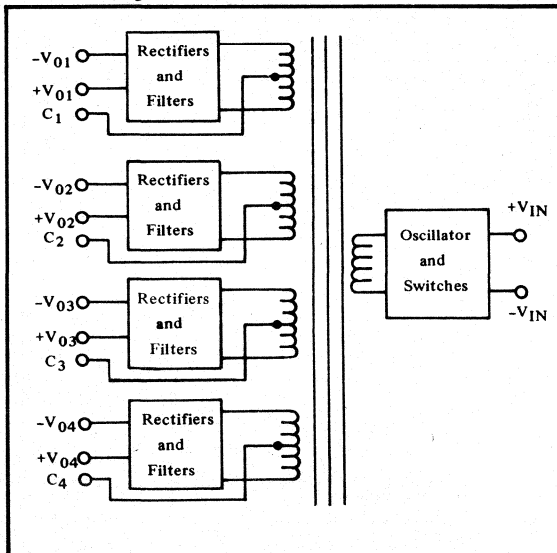 -V01
+V01
C1
Rectifiers
and
Filters
-V02
+V02
C2
Rectifiers
and
Filters
-V03
+V03
C3
Rectifiers
and
Filters
-V04
+V04
C4
Rectifiers
and
Filters
Oscillator
and
Switches
+VIN
-VIN